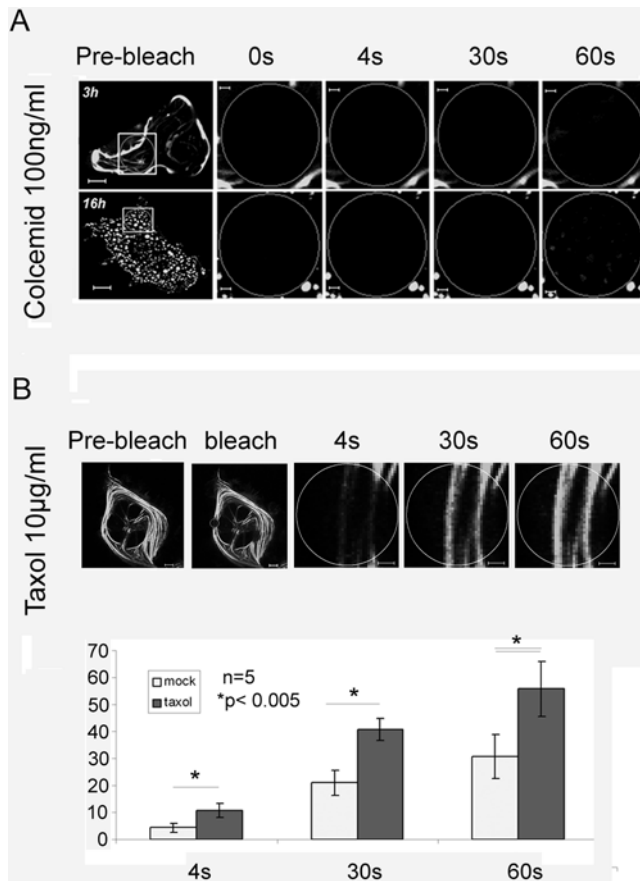 A
Pre-bleach 0s 4s 30s 60s
Colcemid 100ng/ml
3h
16h
B
Pre-bleach bleach 4s 30s 60s
Taxol 10µg/ml
70
60
50
40
30
20
10
0
mock
taxol
n=5
*p< 0.005
*
*
*
4s 30s 60s